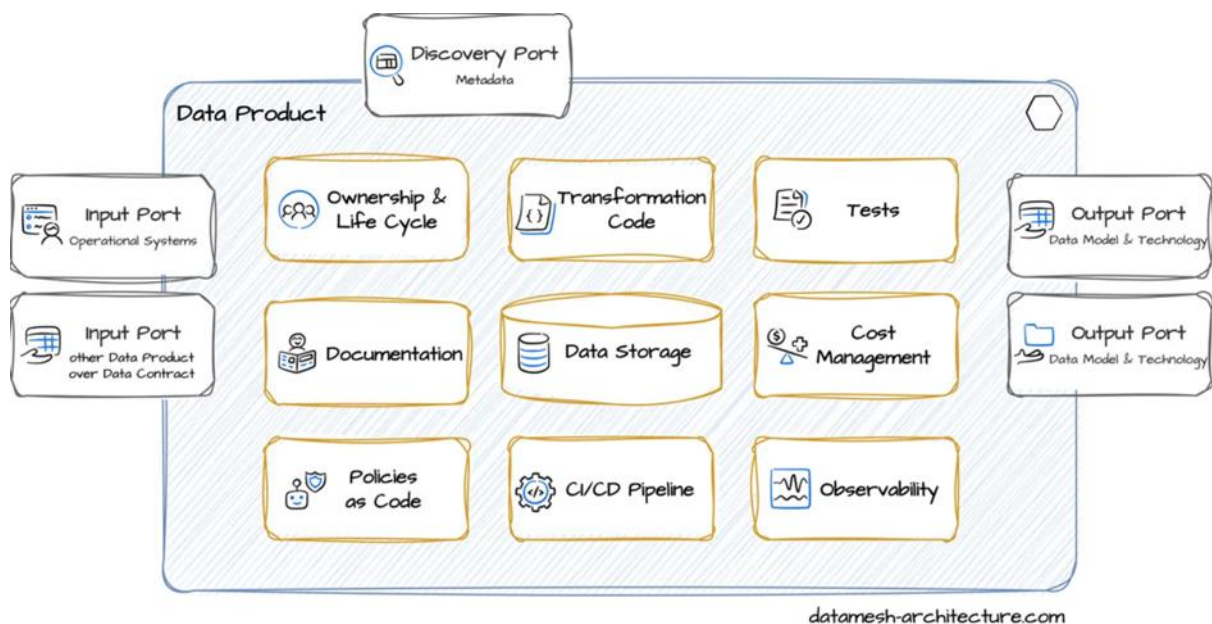 Discovery Port
Metadata
Data Product
Input Port
Operational Systems
Input Port
other Data Product
over Data Contract
Ownership &
Life Cycle
Transformation
Code
{ }
Tests
Documentation
Data Storage
$
Cost
Management
Policies
as Code
</>
CI/CD Pipeline
Observability
Output Port
Data Model & Technology
Output Port
Data Model & Technology
datamesh-architecture.com